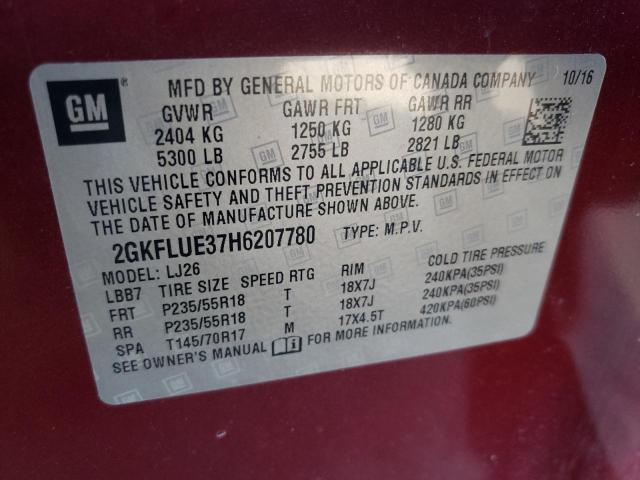 GM
MFD BY GENERAL MOTORS OF CANADA COMPANY 10/16
GVWR GAWR FRT GAWR RR
2404 KG 1250 KG 1280 KG
5300 LB 2755 LB 2821 LB
THIS VEHICLE CONFORMS TO ALL APPLICABLE U.S. FEDERAL MOTOR
VEHICLE SAFETY AND THEFT PREVENTION STANDARDS IN EFFECT ON
THE DATE OF MANUFACTURE SHOWN ABOVE.
2GKFLUE37H6207780 TYPE: M.P.V.
MODEL: LJ26
LBB7 TIRE SIZE SPEED RTG RIM COLD TIRE PRESSURE
FRT P235/55R18 T 18X7J 240KPA(35PSI)
RR P235/55R18 T 18X7J 240KPA(35PSI)
SPA T145/70R17 M 17X4.5T 420KPA(60PSI)
SEE OWNER'S MANUAL FOR MORE INFORMATION